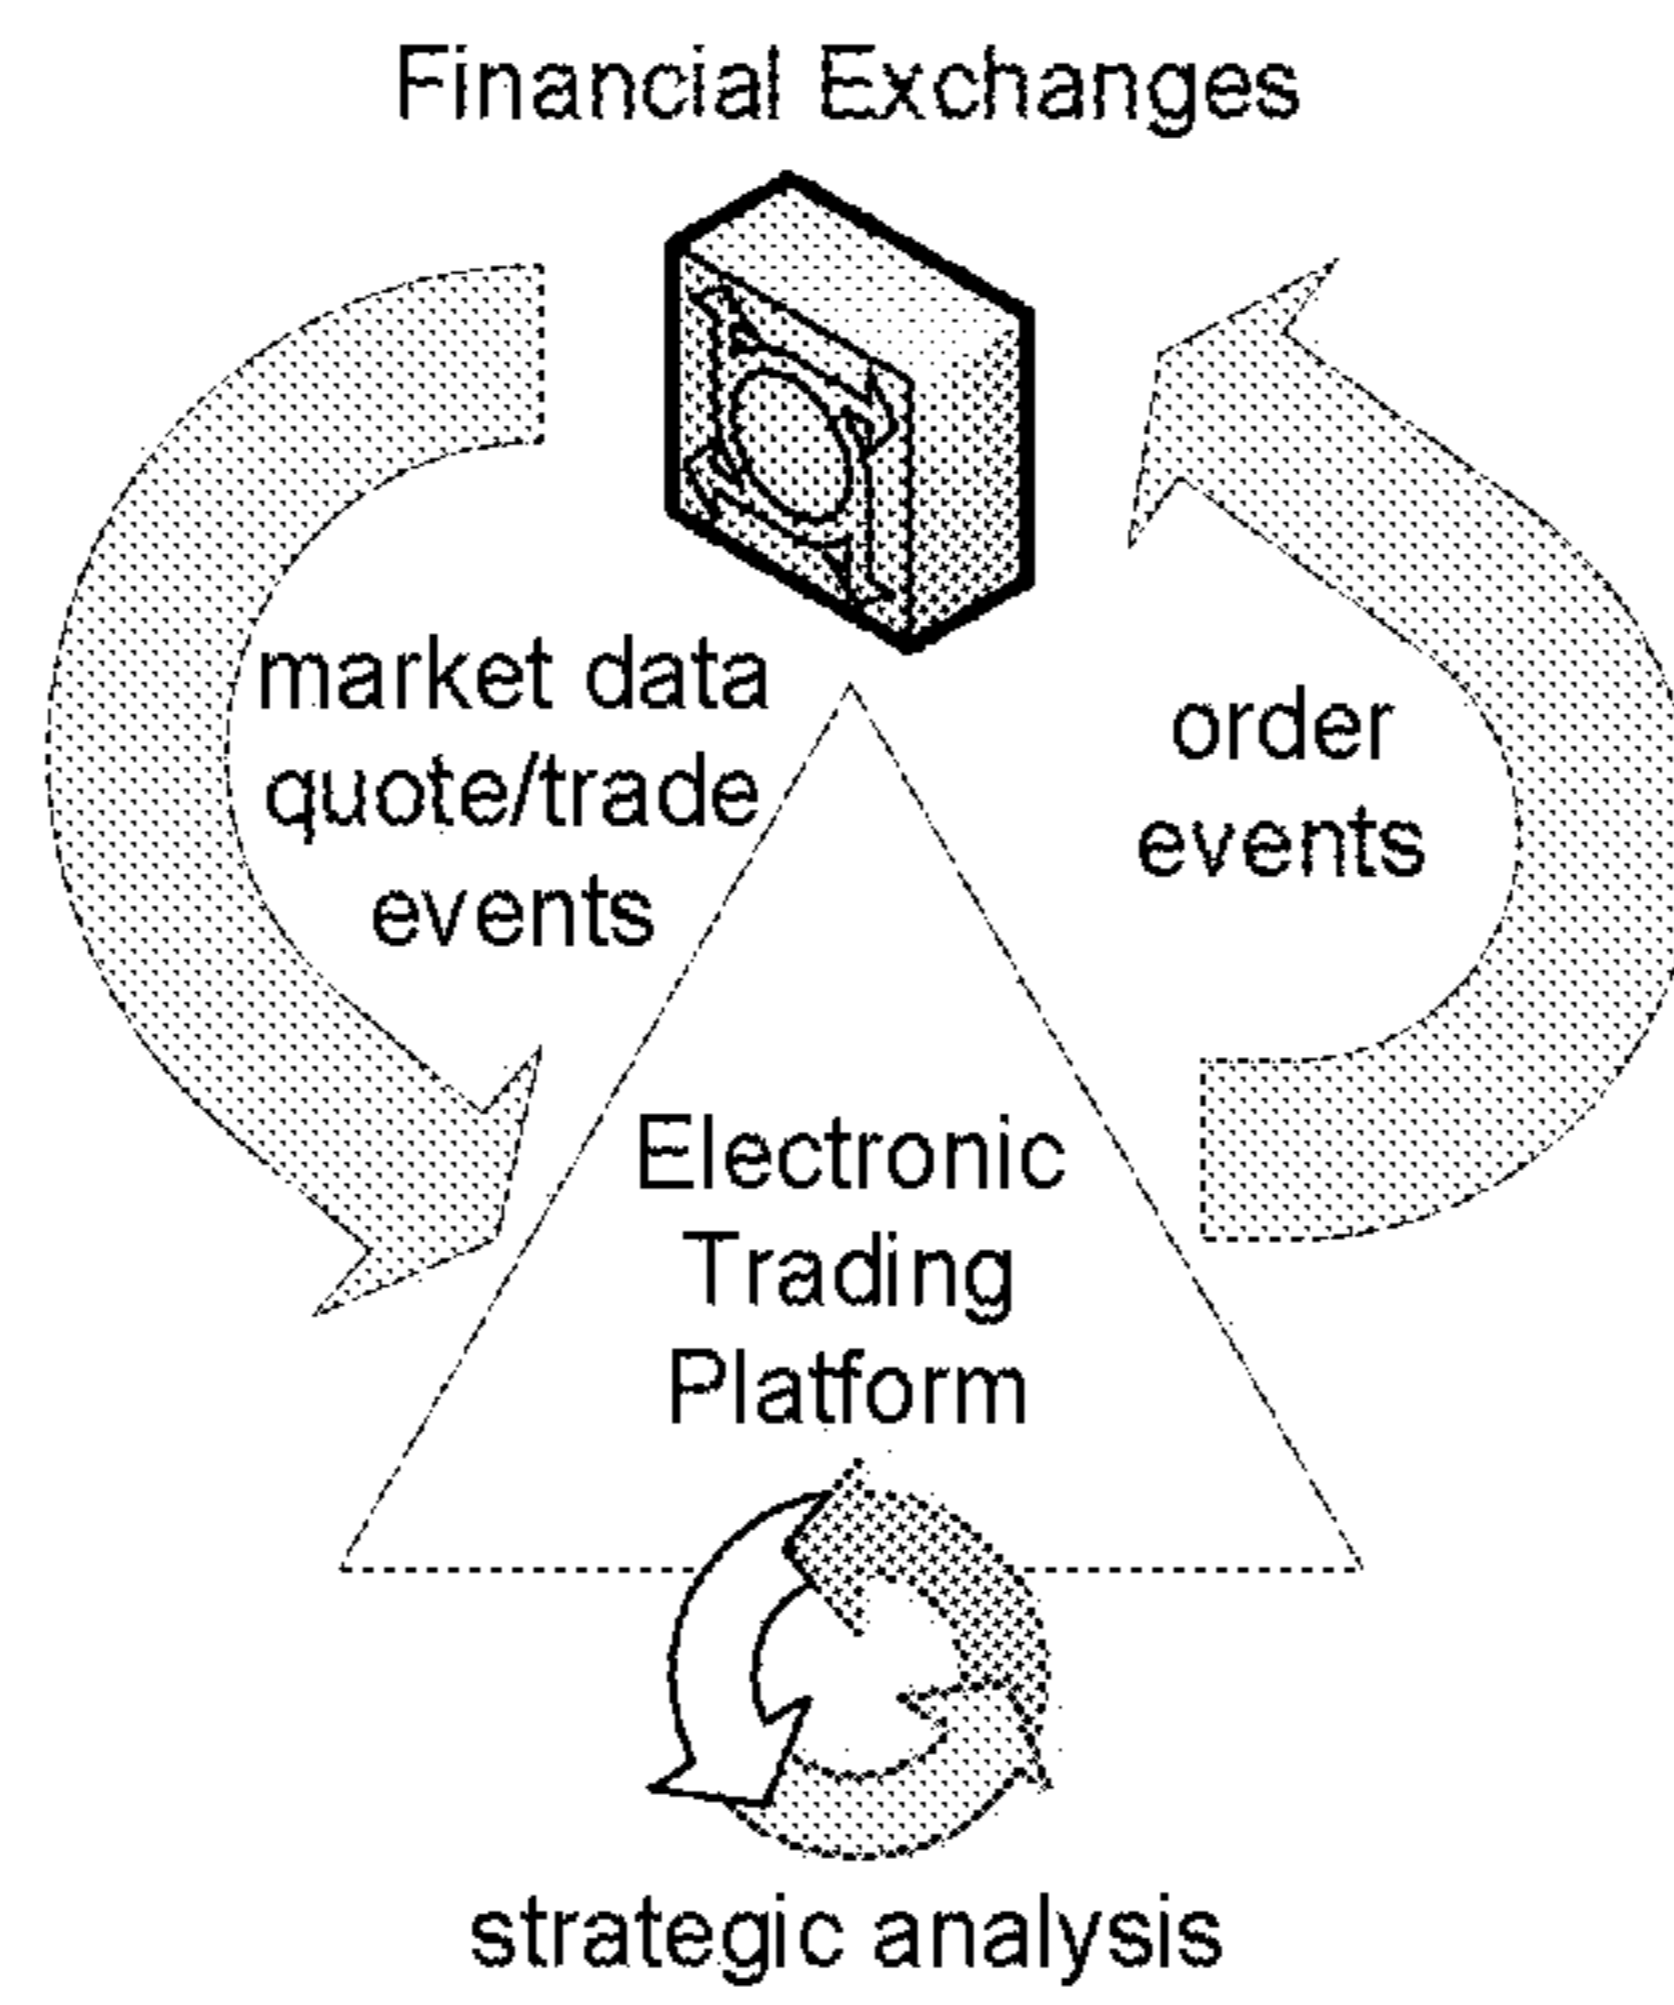 Financial Exchanges
market data
quote/trade
events
order
events
Electronic
Trading
Platform
strategic analysis